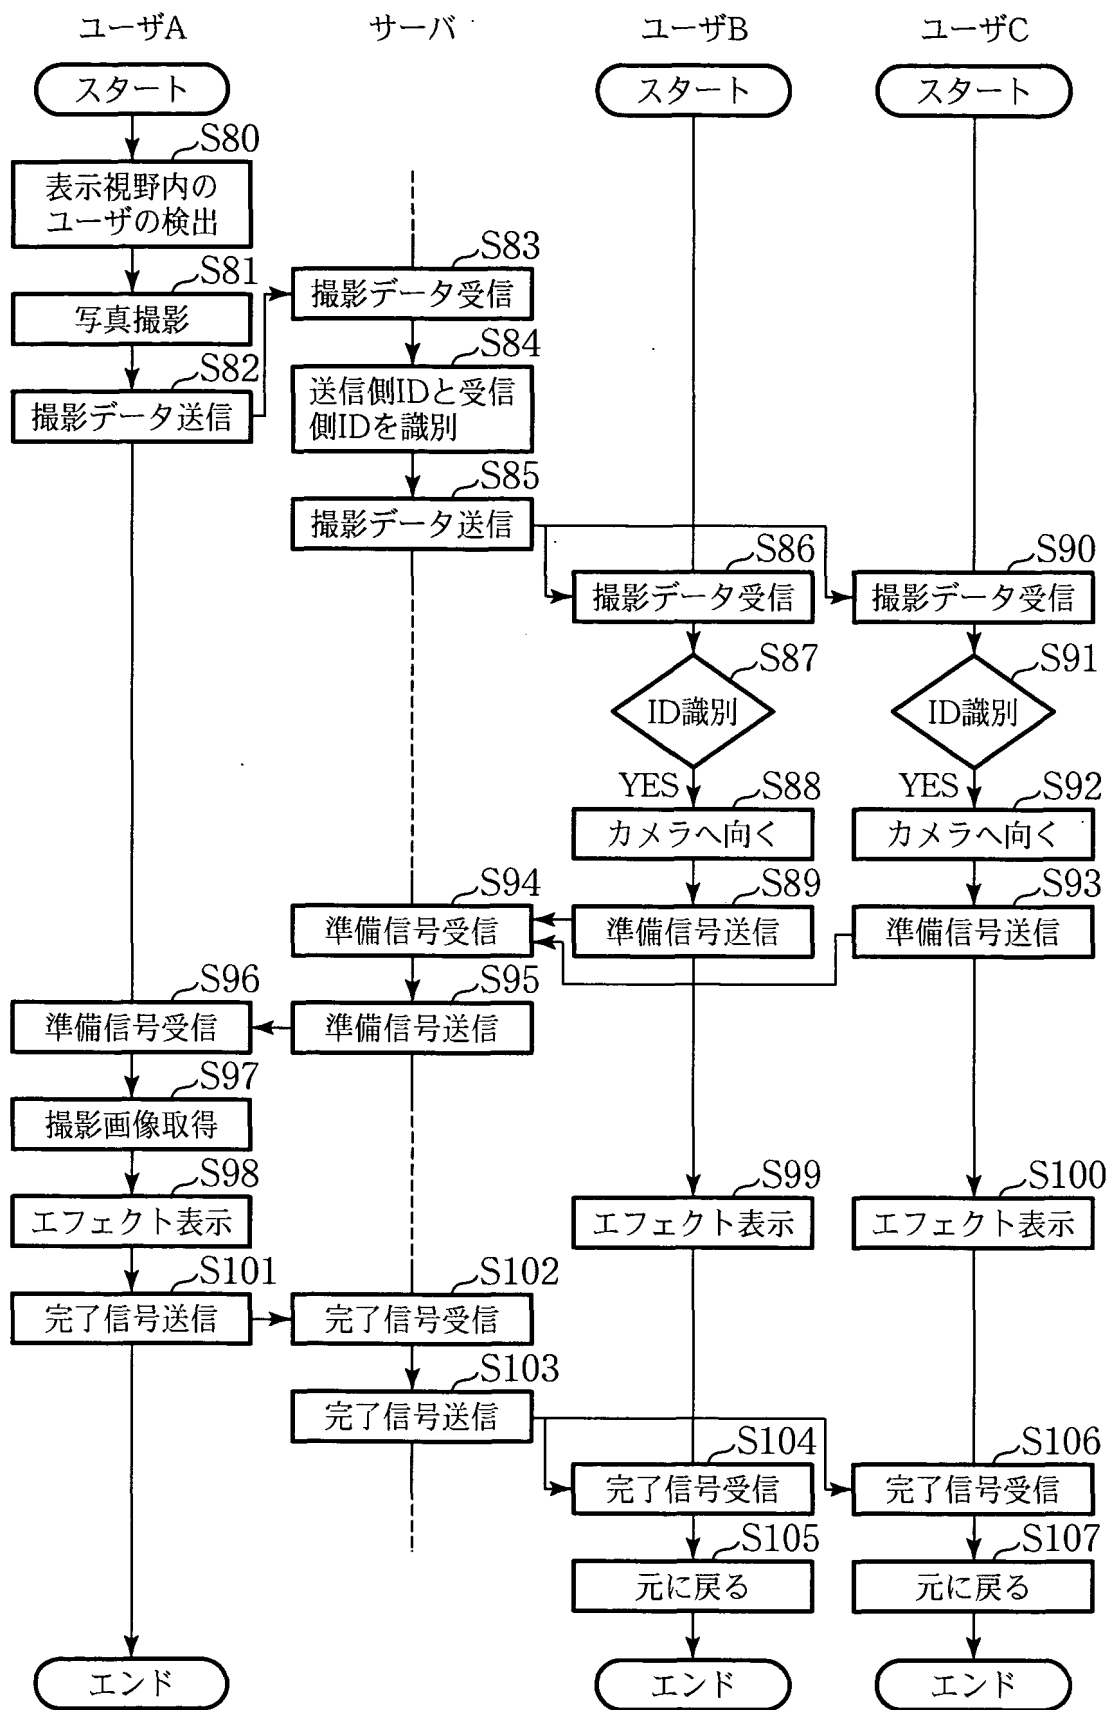 ユーザA
サーバ
ユーザB
ユーザC
スタート
スタート
スタート
S80
表示視野内の
ユーザの検出
S81
写真撮影
S82
撮影データ送信
S83
撮影データ受信
S84
送信側IDと受信
側IDを識別
S85
撮影データ送信
S86
撮影データ受信
S90
撮影データ受信
S87
ID識別
S91
ID識別
YES
S88
カメラへ向く
YES
S92
カメラへ向く
S94
準備信号受信
S89
準備信号送信
S93
準備信号送信
S96
準備信号受信
S95
準備信号送信
S97
撮影画像取得
S98
エフェクト表示
S99
エフェクト表示
S100
エフェクト表示
S101
完了信号送信
S102
完了信号受信
S103
完了信号送信
S104
完了信号受信
S106
完了信号受信
S105
元に戻る
S107
元に戻る
エンド
エンド
エンド